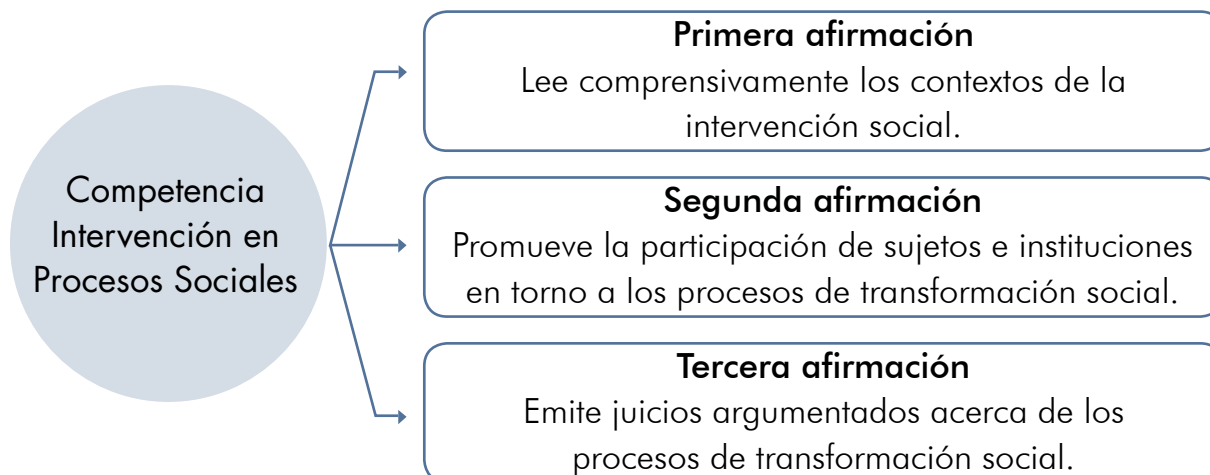 Competencia
Intervención en
Procesos Sociales
Primera afirmación
Lee comprensivamente los contextos de la
intervención social.
Segunda afirmación
Promueve la participación de sujetos e instituciones
en torno a los procesos de transformación social.
Tercera afirmación
Emite juicios argumentados acerca de los
procesos de transformación social.